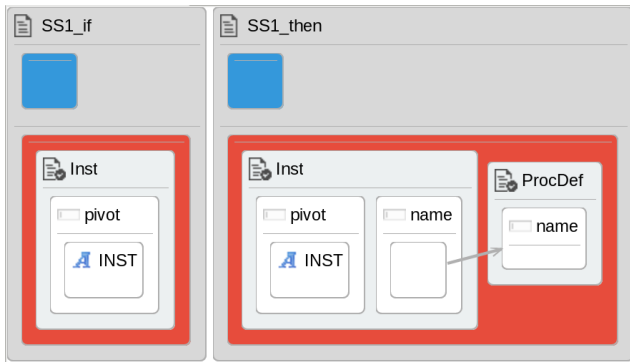 SS1_if
SS1_then
Inst
pivot
INST
Inst
pivot
INST
name
ProcDef
name